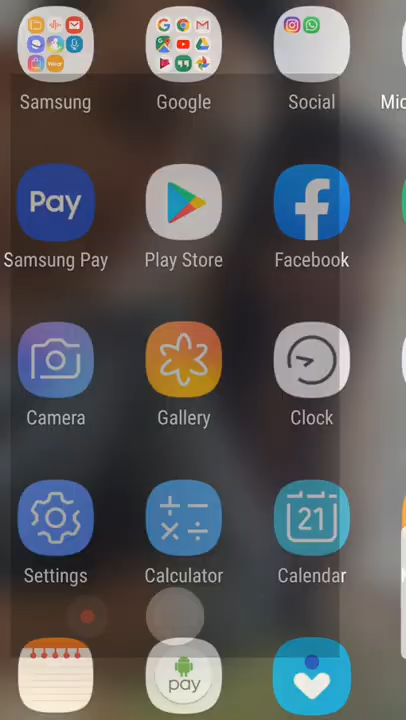 Samsung Google Social Mic
Pay
Samsung Pay Play Store Facebook
Camera Gallery Clock
21
Settings Calculator Calendar
pay